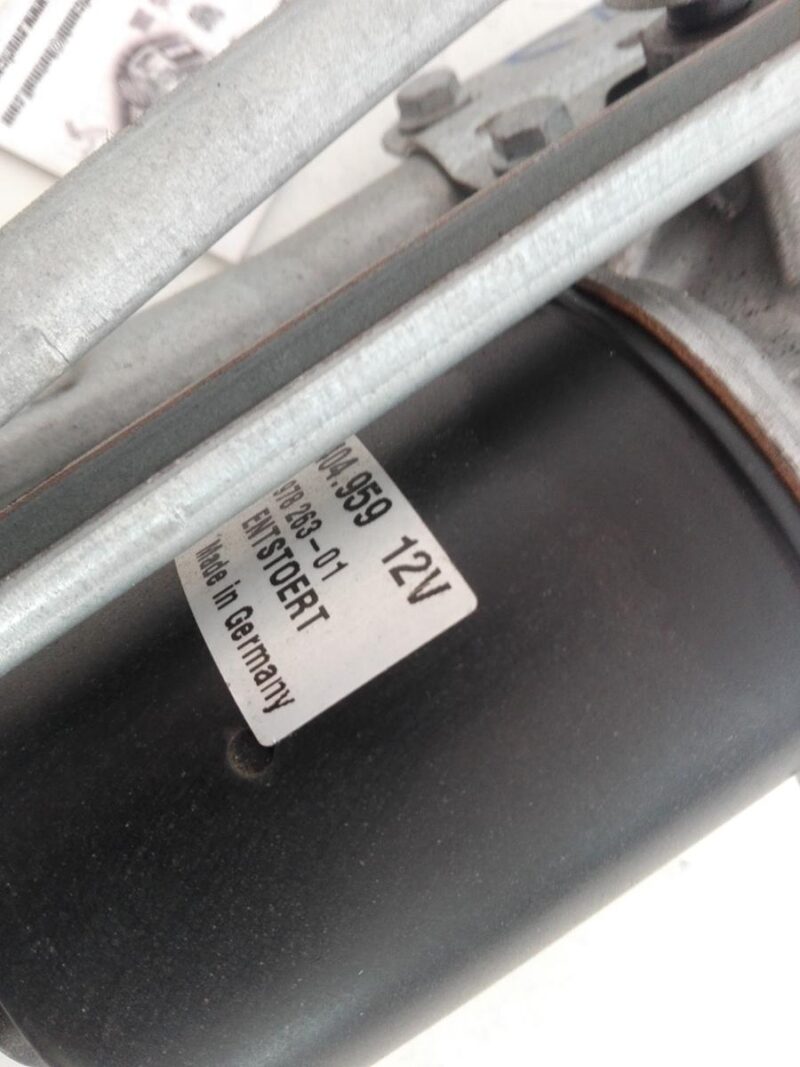 04.959 12V
978 263-01
ENTSTOERT
Made in Germany